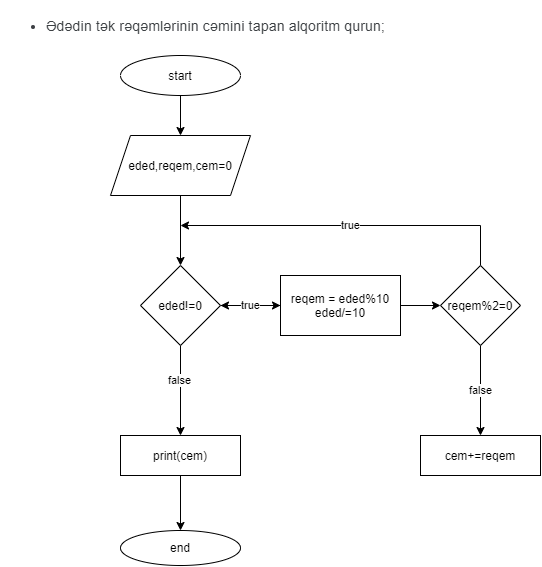 • Ədədin tək rəqəmlərinin cəmini tapan alqoritm qurun;
start
eded,reqem,cem=0
true
eded!=0
true
reqem = eded%10
eded/=10
reqem%2=0
false
false
print(cem)
cem+=reqem
end